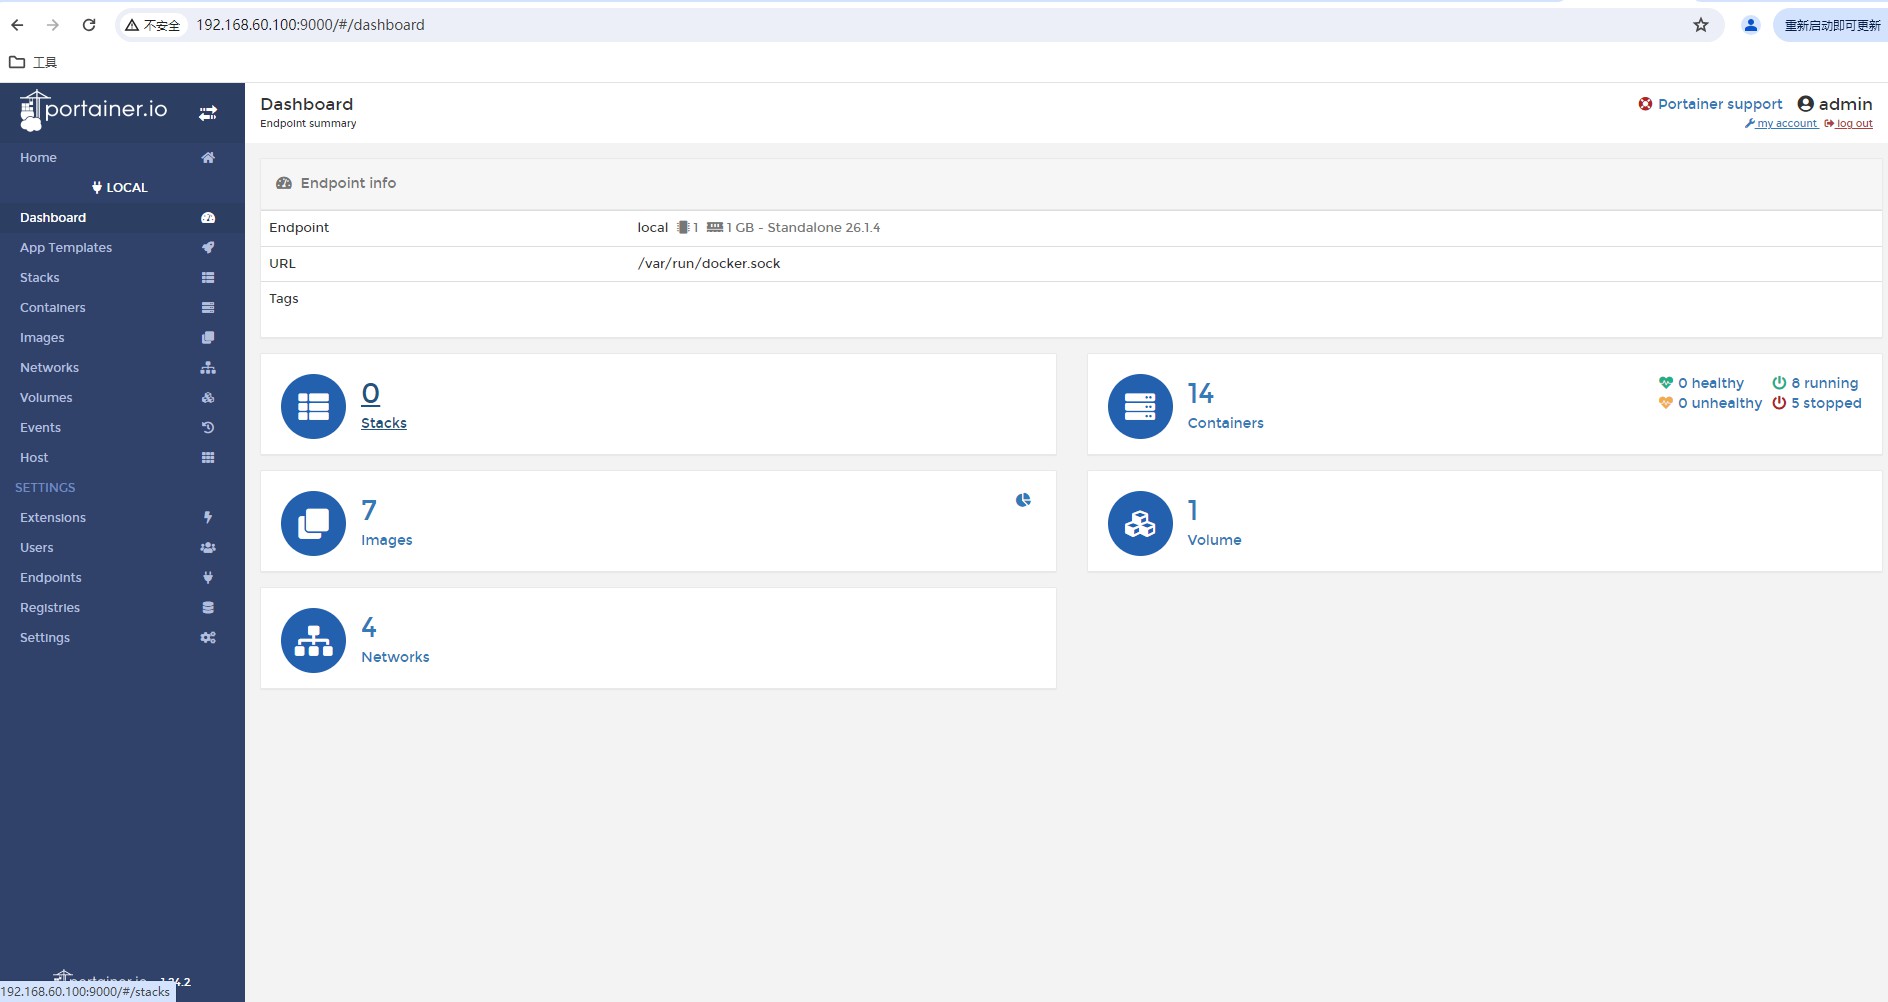 不安全
192.168.60.100:9000/#/dashboard
重新启动即可更新
工具
portainer.io
Home
LOCAL
Dashboard
App Templates
Stacks
Containers
Images
Networks
Volumes
Events
Host
SETTINGS
Extensions
Users
Endpoints
Registries
Settings
192.168.60.100:9000/#/stacks
Dashboard
Endpoint summary
Portainer support
admin
my account
log out
Endpoint info
Endpoint
local 1 1 GB - Standalone 26.1.4
URL
/var/run/docker.sock
Tags
0
Stacks
14
Containers
0 healthy
8 running
0 unhealthy
5 stopped
7
Images
1
Volume
4
Networks